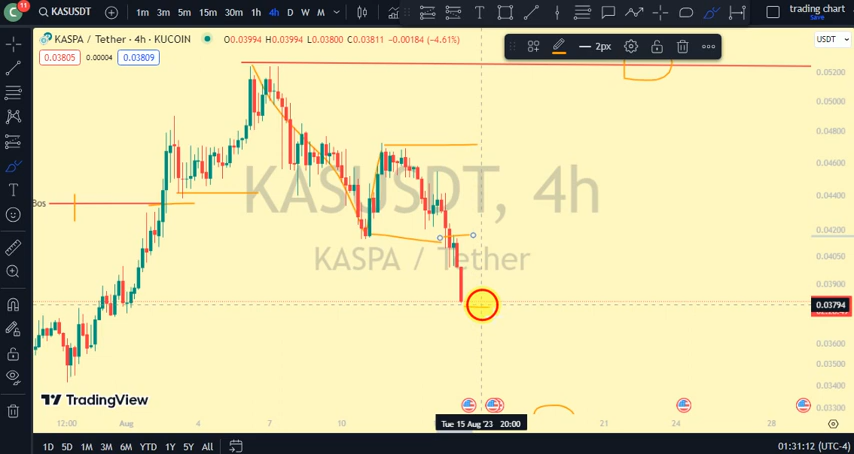 C 11 KASUSDT 1m 3m 15m 30m 1h 4h D W M trading chart
Save
KASPA / Tether · 4h · KUCOIN O0.03994 H0.03994 L0.03800 C0.03811 −0.00184 (−4.61%) USDT
0.03805 0.00004 0.03809 2px
0.05200
0.05000
0.04800
0.04600
KASUSDT, 4h
0.04400
Bos
0.04200
KASPA / Tether
0.04050
0.03900
0.03794
0.03600
0.03500
0.03400
TradingView
0.03300
12:00 Aug 4 7 10 Tue 15 Aug '23 20:00 21 24 28
1D 5D 1M 3M 6M YTD 1Y 5Y All 01:31:12 (UTC-4)